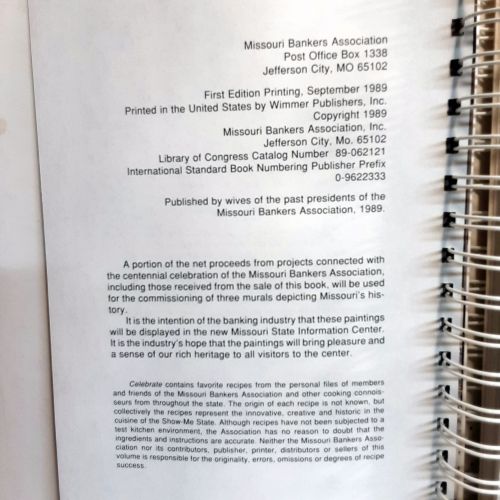 Missouri Bankers Association
Post Office Box 1338
Jefferson City, MO 65102
First Edition Printing, September 1989
Printed in the United States by Wimmer Publishers, Inc.
Copyright 1989
Missouri Bankers Association, Inc.
Jefferson City, Mo. 65102
Library of Congress Catalog Number 89-062121
International Standard Book Numbering Publisher Prefix
0-9622333
Published by wives of the past presidents of the
Missouri Bankers Association, 1989.
A portion of the net proceeds from projects connected with
the centennial celebration of the Missouri Bankers Association,
including those received from the sale of this book, will be used
for the commissioning of three murals depicting Missouri's his-
tory.
It is the intention of the banking industry that these paintings
will be displayed in the new Missouri State Information Center.
It is the industry's hope that the paintings will bring pleasure and
a sense of our rich heritage to all visitors to the center.
Celebrate contains favorite recipes from the personal files of members
and friends of the Missouri Bankers Association and other cooking connois-
seurs from throughout the state. The origin of each recipe is not known, but
collectively the recipes represent the innovative, creative and historic in the
cuisine of the Show-Me State. Although recipes have not been subjected to a
test kitchen environment, the Association has no reason to doubt that the
ingredients and instructions are accurate. Neither the Missouri Bankers Asso-
ciation nor its contributors, publisher, printer, distributors or sellers of this
volume is responsible for the originality, errors, omissions or degrees of recipe
success.